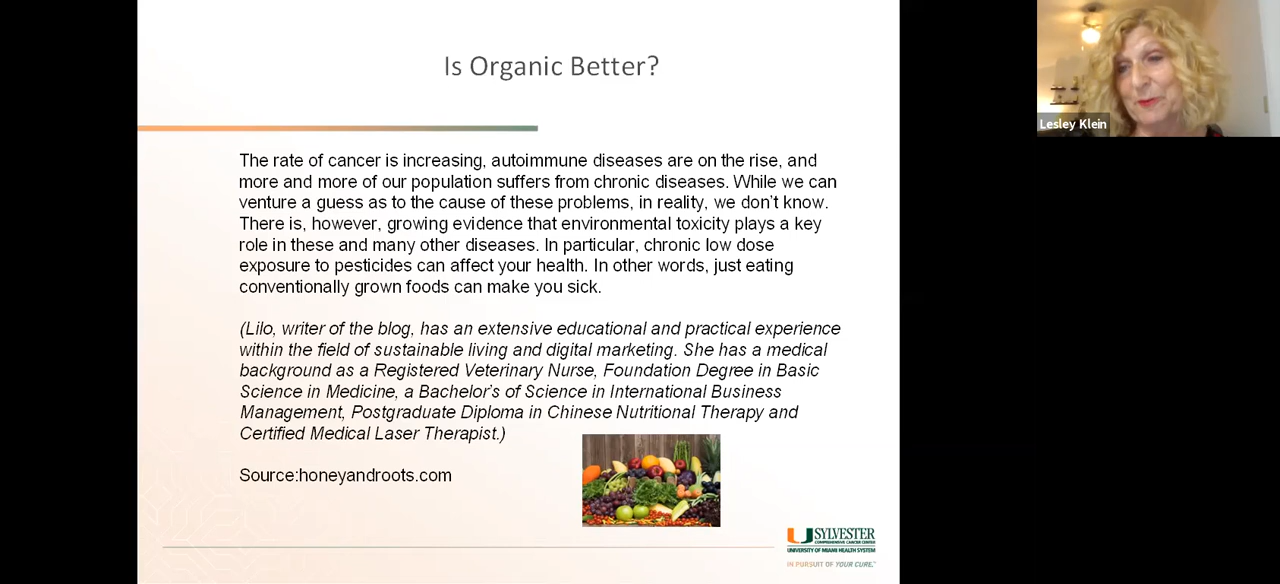 Is Organic Better?
Lesley Klein
The rate of cancer is increasing, autoimmune diseases are on the rise, and
more and more of our population suffers from chronic diseases. While we can
venture a guess as to the cause of these problems, in reality, we don't know.
There is, however, growing evidence that environmental toxicity plays a key
role in these and many other diseases. In particular, chronic low dose
exposure to pesticides can affect your health. In other words, just eating
conventionally grown foods can make you sick.
(Lilo, writer of the blog, has an extensive educational and practical experience
within the field of sustainable living and digital marketing. She has a medical
background as a Registered Veterinary Nurse, Foundation Degree in Basic
Science in Medicine, a Bachelor's of Science in International Business
Management, Postgraduate Diploma in Chinese Nutritional Therapy and
Certified Medical Laser Therapist.)
Source:honeyandroots.com
SYLVESTER
COMPREHENSIVE CANCER CENTER
UNIVERSITY OF MIAMI HEALTH SYSTEM
IN PURSUIT OF YOUR CURE.™